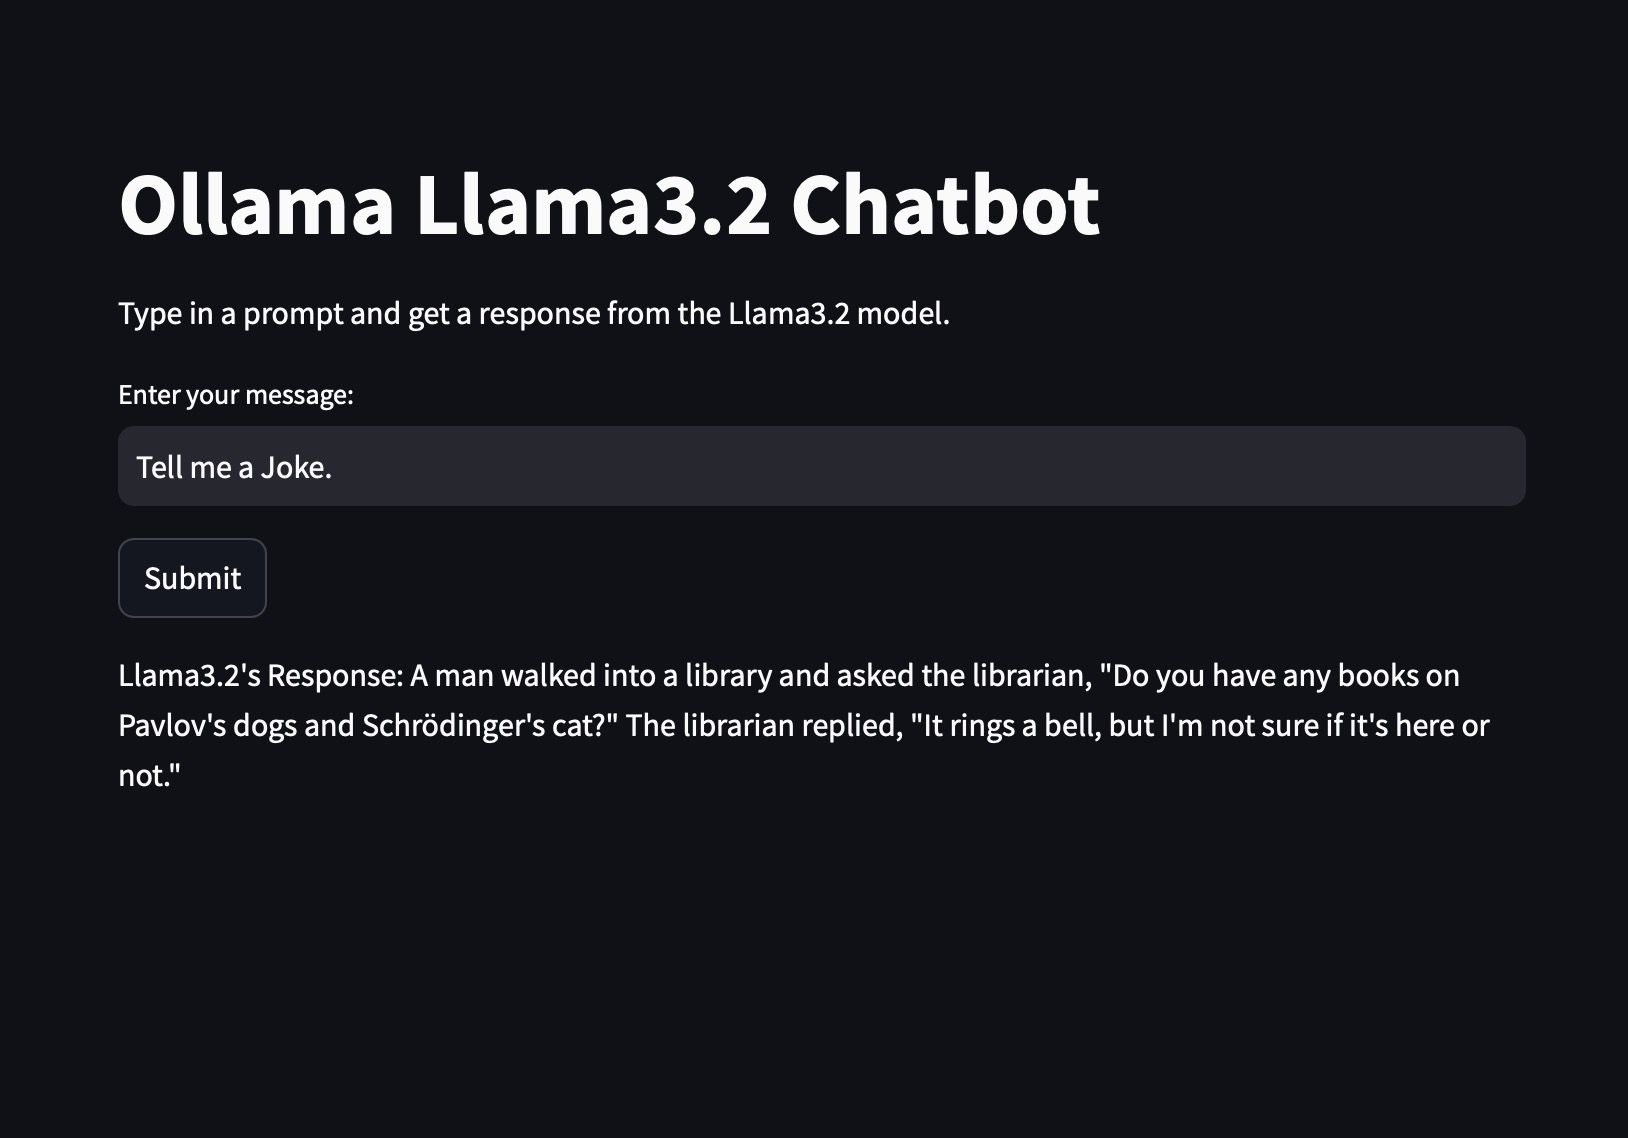 Ollama Llama3.2 Chatbot
Type in a prompt and get a response from the Llama3.2 model.
Enter your message:
Tell me a Joke.
Submit
Llama3.2's Response: A man walked into a library and asked the librarian, "Do you have any books on
Pavlov's dogs and Schrödinger's cat?" The librarian replied, "It rings a bell, but I'm not sure if it's here or
not."